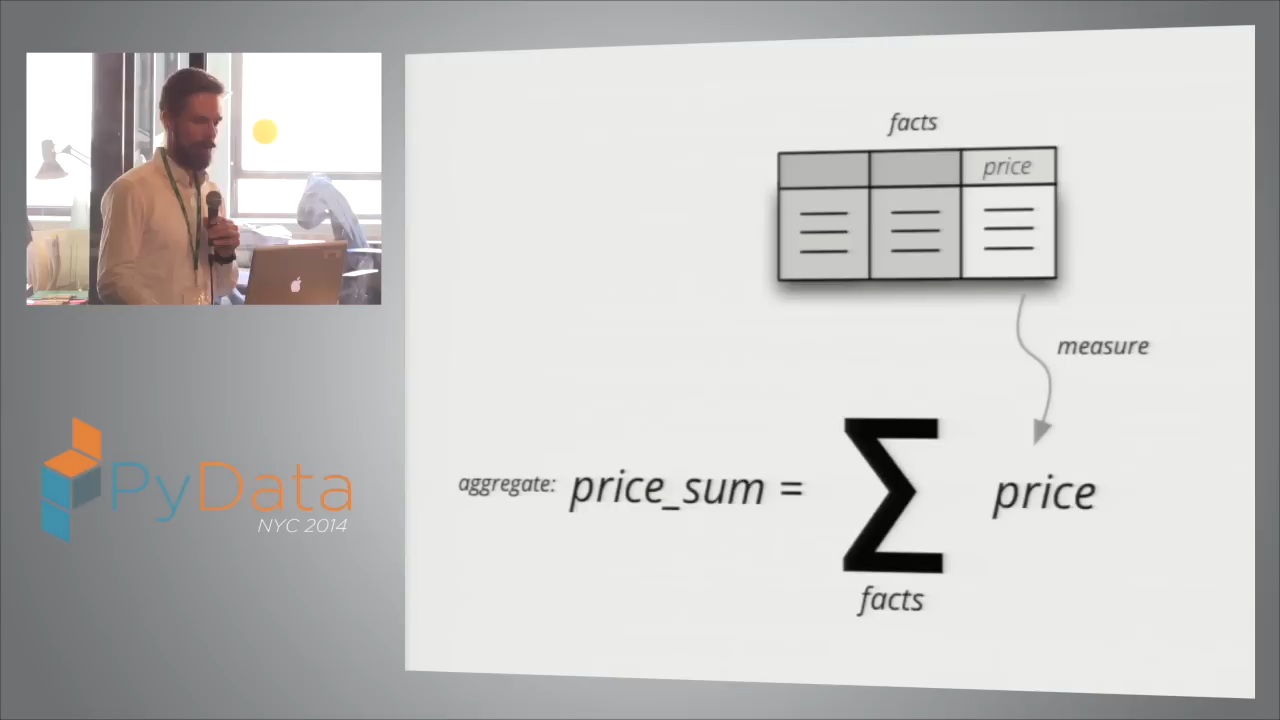 facts
price
measure
aggregate: price_sum = Σ price
facts
PyData
NYC 2014